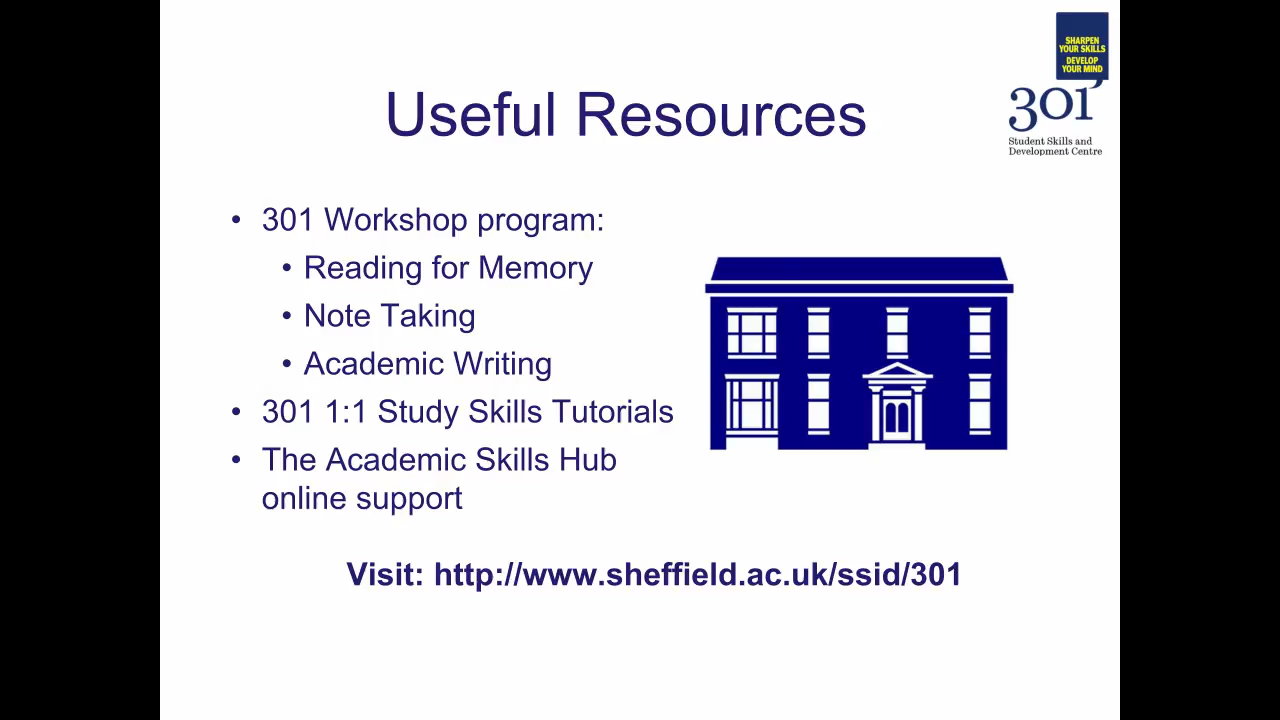 SHARPEN
YOUR SKILLS
DEVELOP
YOUR MIND
301
Student Skills and
Development Centre
Useful Resources
• 301 Workshop program:
• Reading for Memory
• Note Taking
• Academic Writing
• 301 1:1 Study Skills Tutorials
• The Academic Skills Hub
online support
Visit: http://www.sheffield.ac.uk/ssid/301